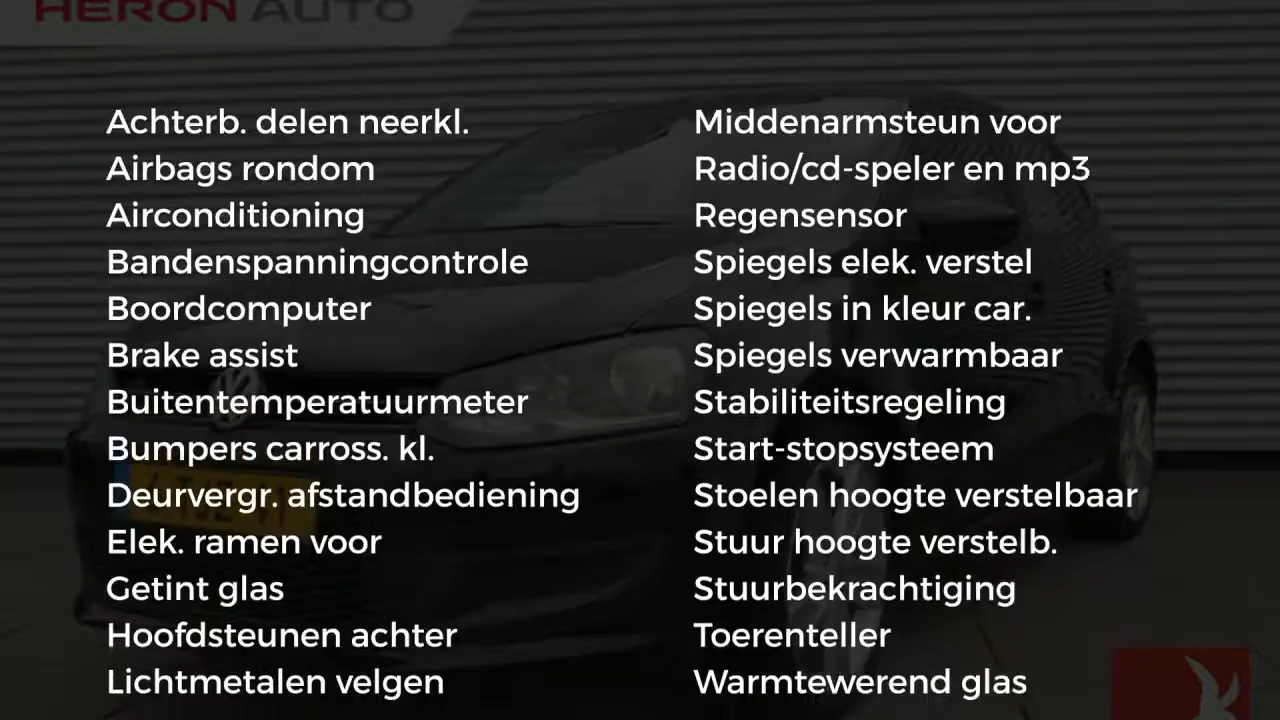 HERON AUTO
Achterb. delen neerkl.
Airbags rondom
Airconditioning
Bandenspanningcontrole
Boordcomputer
Brake assist
Buitentemperatuurmeter
Bumpers carross. kl.
Deurvergr. afstandbediening
Elek. ramen voor
Getint glas
Hoofdsteunen achter
Lichtmetalen velgen
Middenarmsteun voor
Radio/cd-speler en mp3
Regensensor
Spiegels elek. verstel
Spiegels in kleur car.
Spiegels verwarmbaar
Stabiliteitsregeling
Start-stopsysteem
Stoelen hoogte verstelbaar
Stuur hoogte verstelb.
Stuurbekrachtiging
Toerenteller
Warmtewerend glas